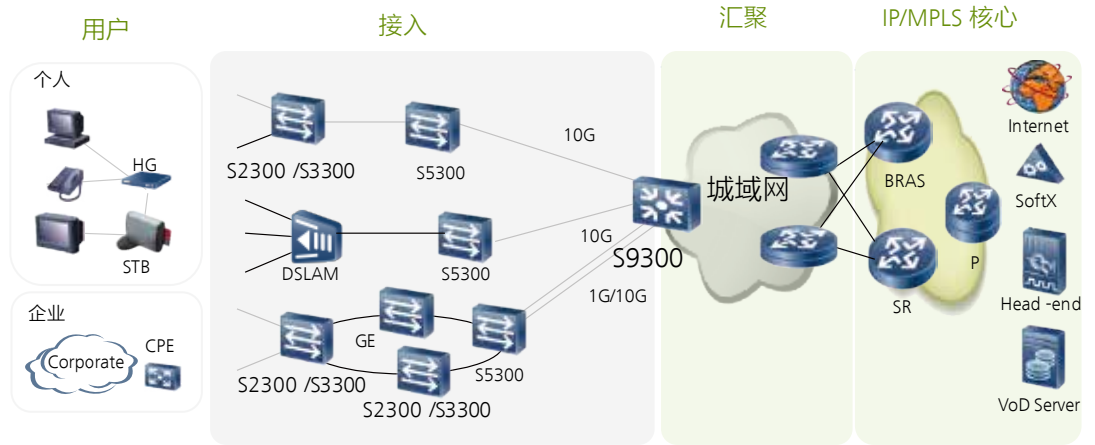 用户
接入
汇聚
IP/MPLS 核心
个人
HG
STB
企业
Corporate
CPE
S2300 /S3300
S5300
10G
DSLAM
S5300
10G
S9300
1G/10G
GE
S2300 /S3300
S5300
S2300 /S3300
城域网
BRAS
SR
P
Internet
SoftX
Head -end
VoD Server